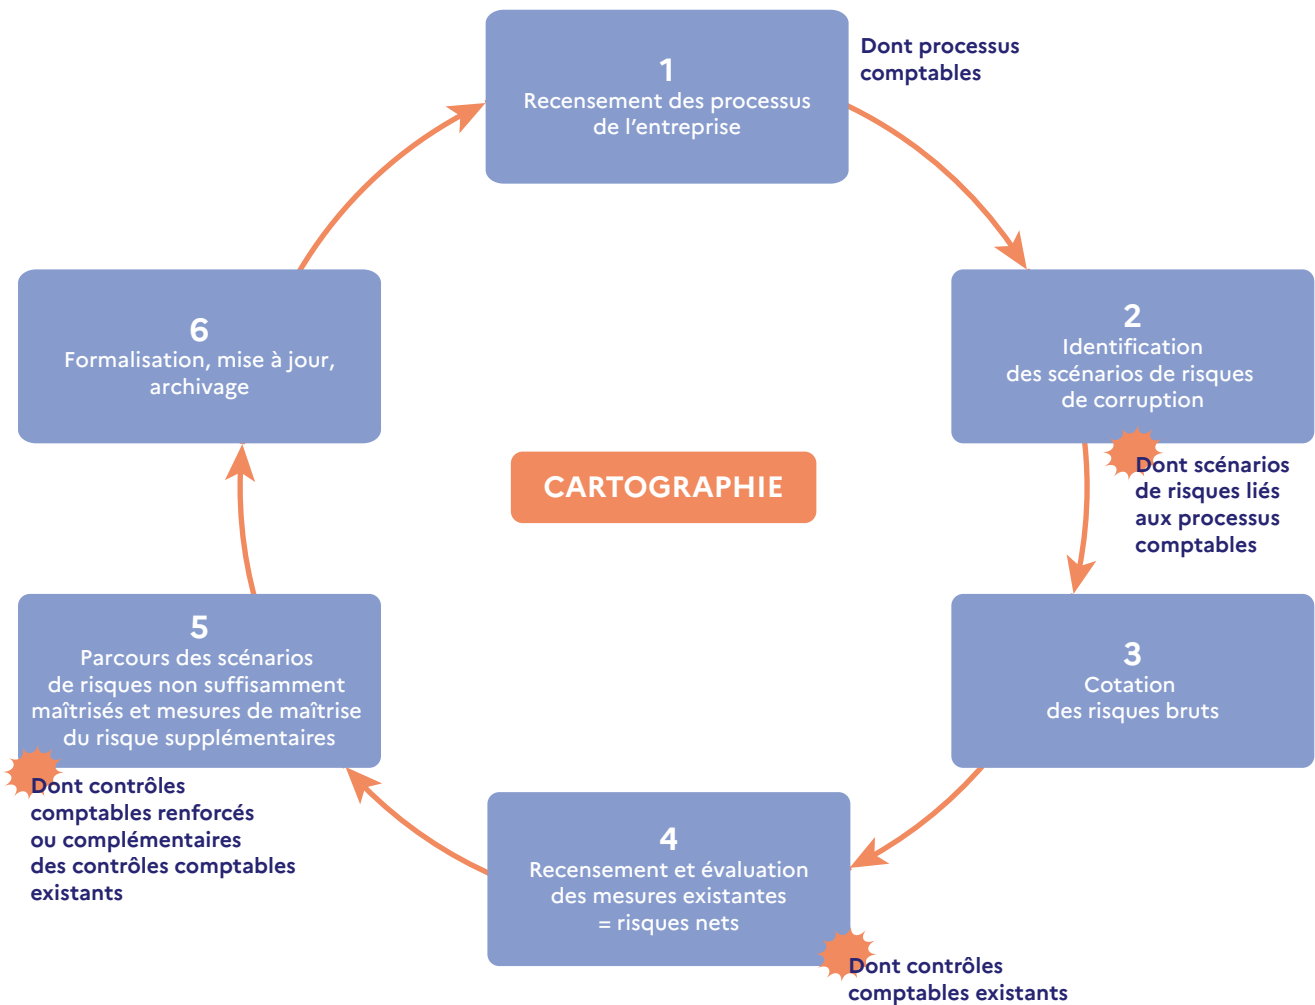 1
Recensement des processus
de l’entreprise
Dont processus
comptables
2
Identification
des scénarios de risques
de corruption
Dont scénarios
de risques liés
aux processus
comptables
3
Cotation
des risques bruts
4
Recensement et évaluation
des mesures existantes
= risques nets
Dont contrôles
comptables existants
5
Parcours des scénarios
de risques non suffisamment
maîtrisés et mesures de maîtrise
du risque supplémentaires
Dont contrôles
comptables renforcés
ou complémentaires
des contrôles comptables
existants
6
Formalisation, mise à jour,
archivage
CARTOGRAPHIE